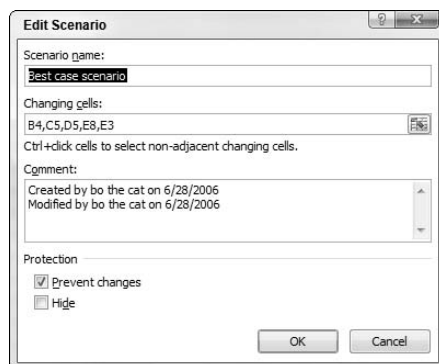 Edit Scenario
Scenario name:
Best case scenario
Changing cells:
B4,C5,D5,E8,E3
Ctrl+click cells to select non-adjacent changing cells.
Comment:
Created by bo the cat on 6/28/2006
Modified by bo the cat on 6/28/2006
Protection
Prevent changes
Hide
OK Cancel